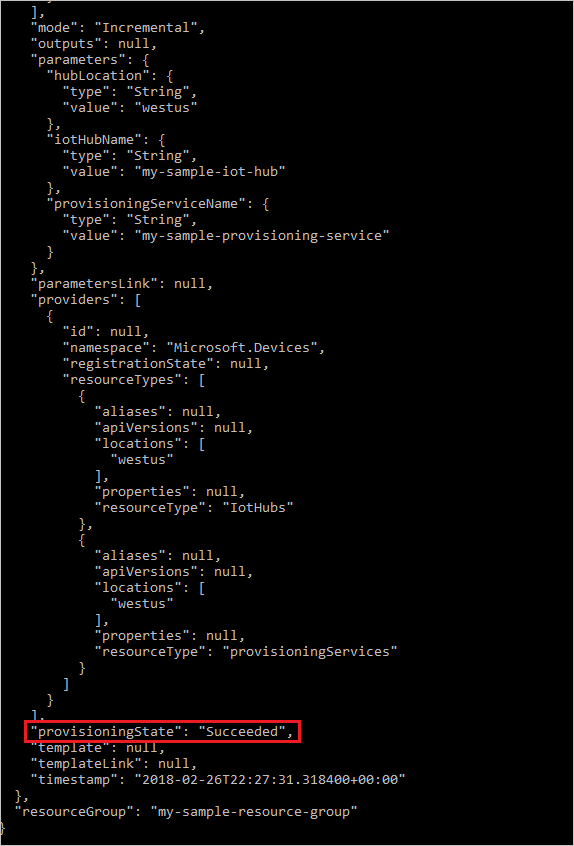 ],
"mode": "Incremental",
"outputs": null,
"parameters": {
"hubLocation": {
"type": "String",
"value": "westus"
},
"iotHubName": {
"type": "String",
"value": "my-sample-iot-hub"
},
"provisioningServiceName": {
"type": "String",
"value": "my-sample-provisioning-service"
}
},
"parametersLink": null,
"providers": [
{
"id": null,
"namespace": "Microsoft.Devices",
"registrationState": null,
"resourceTypes": [
{
"aliases": null,
"apiVersions": null,
"locations": [
"westus"
],
"properties": null,
"resourceType": "IotHubs"
},
{
"aliases": null,
"apiVersions": null,
"locations": [
"westus"
],
"properties": null,
"resourceType": "provisioningServices"
}
]
}
],
"provisioningState": "Succeeded",
"template": null,
"templateLink": null,
"timestamp": "2018-02-26T22:27:31.318400+00:00"
},
"resourceGroup": "my-sample-resource-group"
}